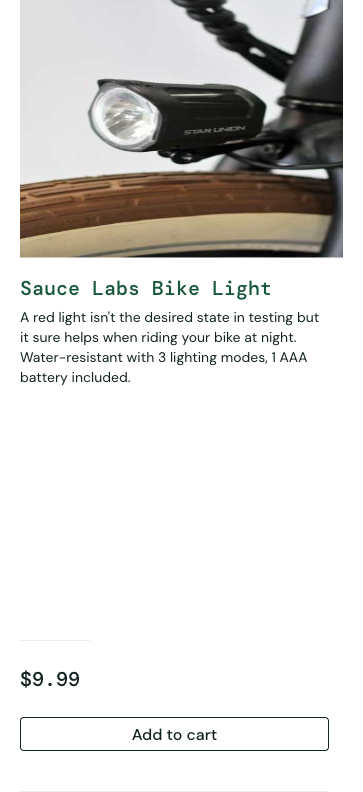 STAR UNION
Sauce Labs Bike Light
A red light isn't the desired state in testing but
it sure helps when riding your bike at night.
Water-resistant with 3 lighting modes, 1 AAA
battery included.
$9.99
Add to cart